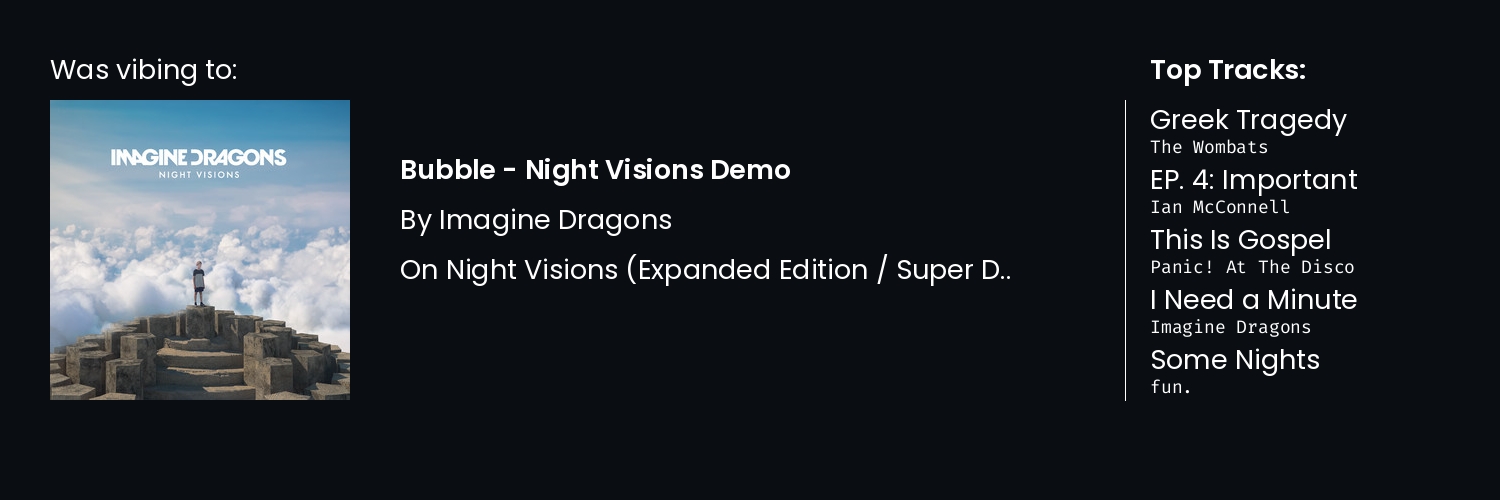 Was vibing to:
IMAGINE DRAGONS
NIGHT VISIONS
Bubble - Night Visions Demo
By Imagine Dragons
On Night Visions (Expanded Edition / Super D..
Top Tracks:
Greek Tragedy
The Wombats
EP. 4: Important
Ian McConnell
This Is Gospel
Panic! At The Disco
I Need a Minute
Imagine Dragons
Some Nights
fun.